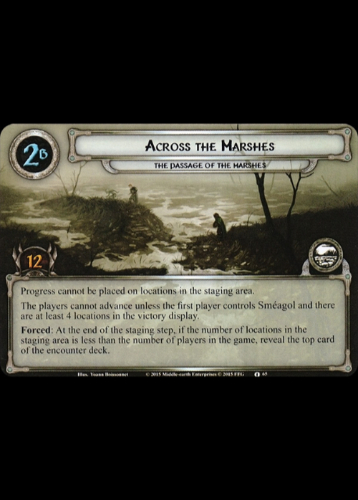 2B
ACROSS THE MARSHES
THE PASSAGE OF THE MARSHES
12
Progress cannot be placed on locations in the staging area.
The players cannot advance unless the first player controls Sméagol and there
are at least 4 locations in the victory display.
Forced: At the end of the staging step, if the number of locations in the
staging area is less than the number of players in the game, reveal the top card
of the encounter deck.
© 2015 Middle-earth Enterprises © 2015 FFG